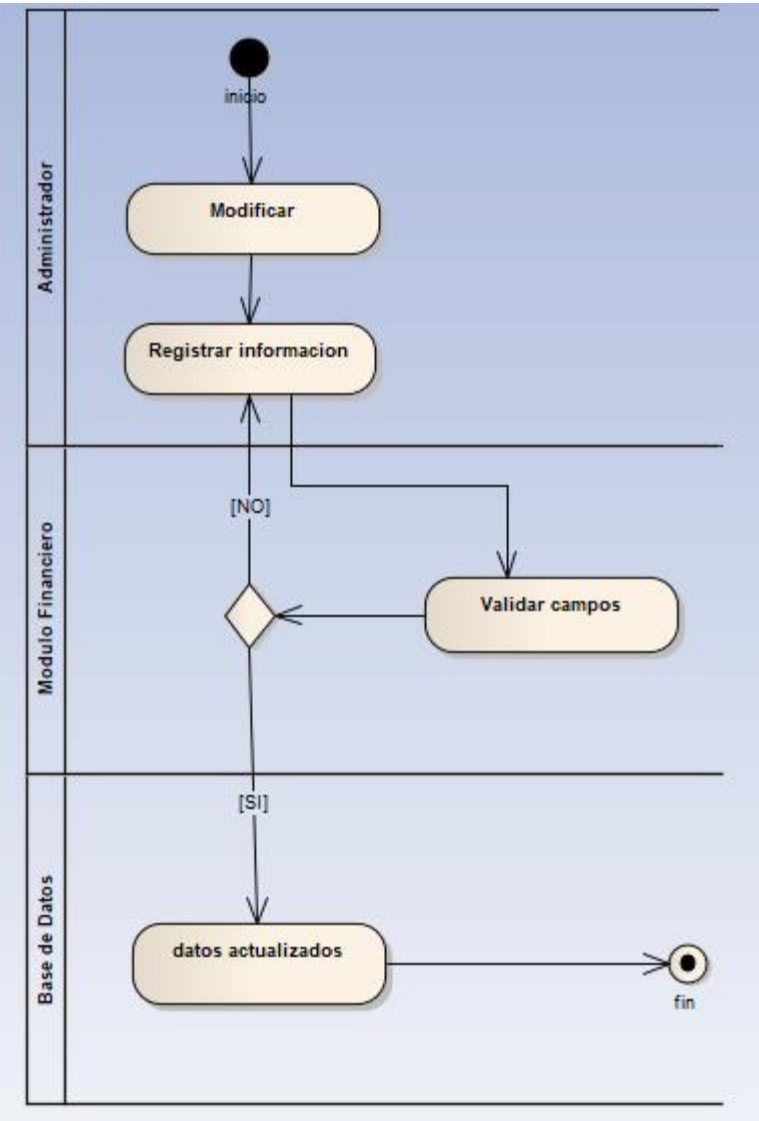 Administrador
inicio
Modificar
Registrar informacion
Modulo Financiero
[NO]
Validar campos
Base de Datos
[SI]
datos actualizados
fin